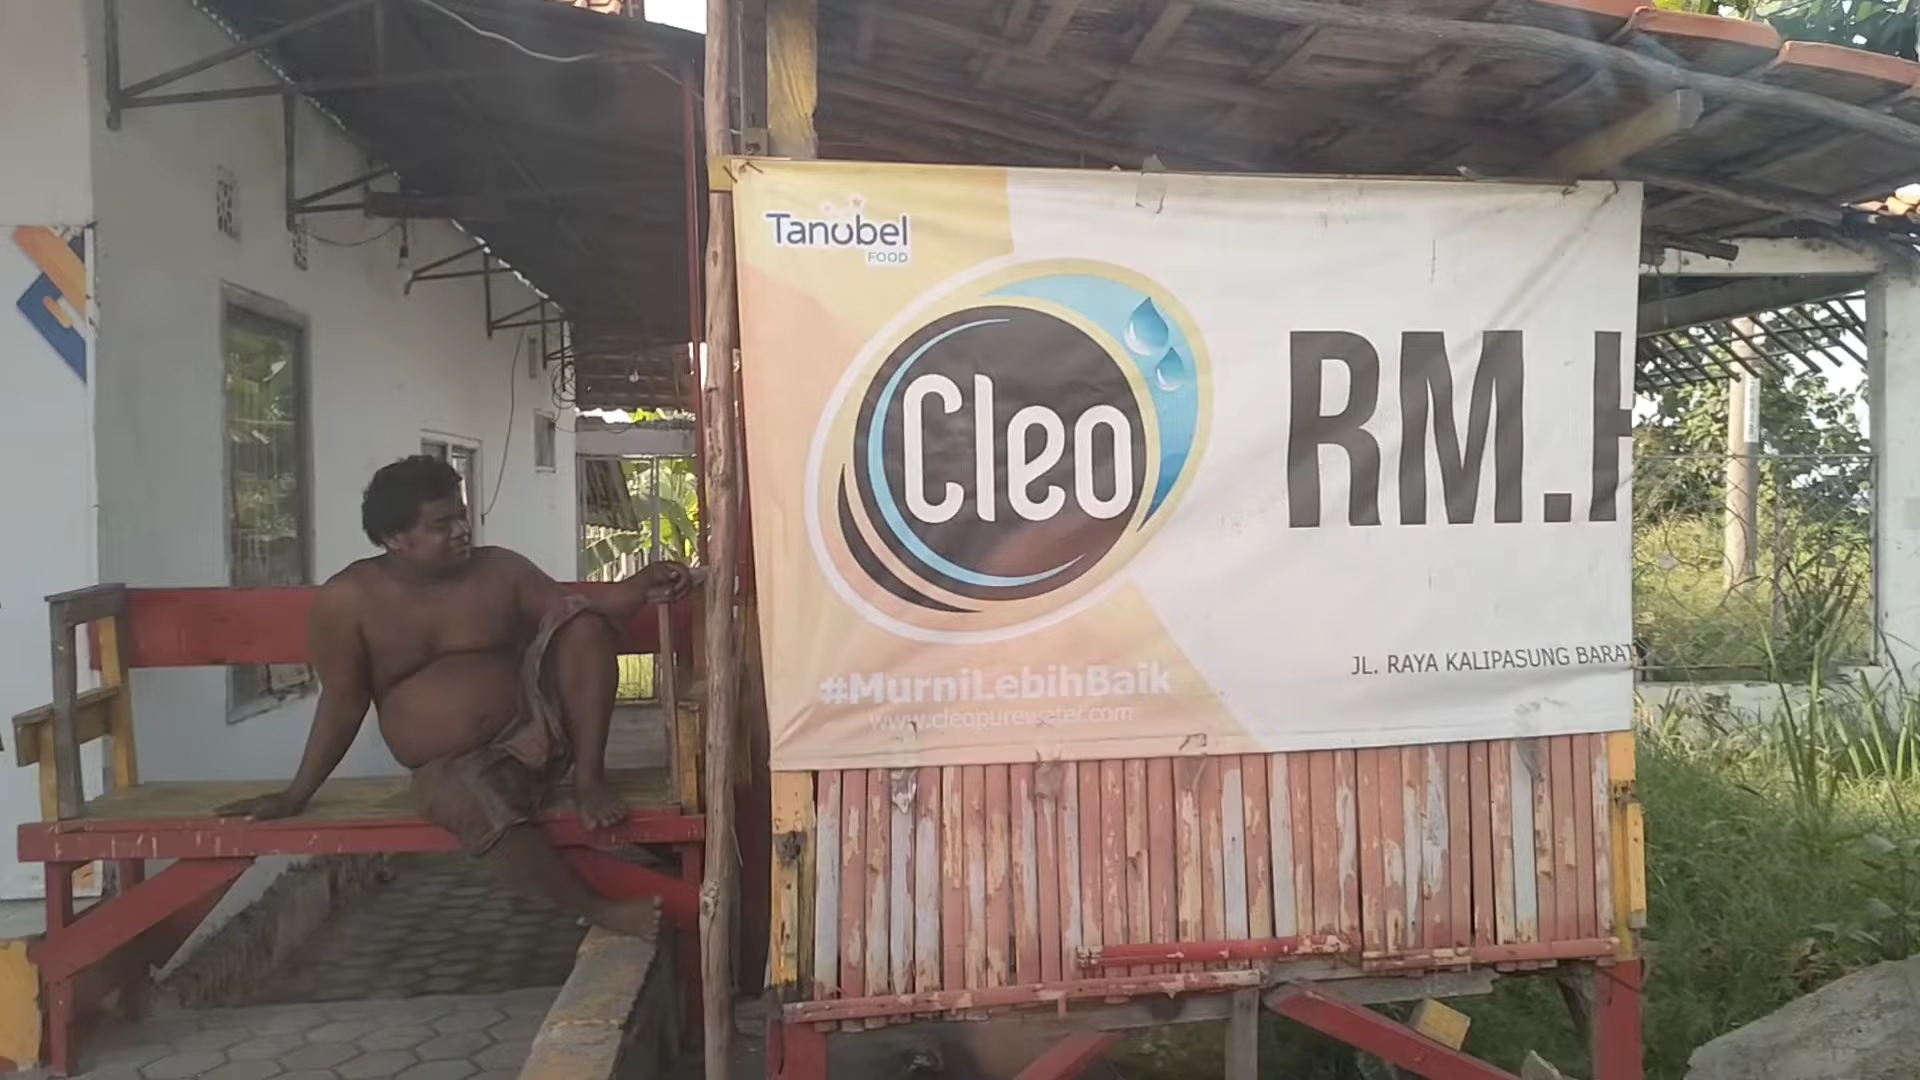 Tanobel
FOOD
Cleo
RM.H
#MurniLebihBaik
www.cleopurewater.com
JL. RAYA KALIPASUNG BARAT